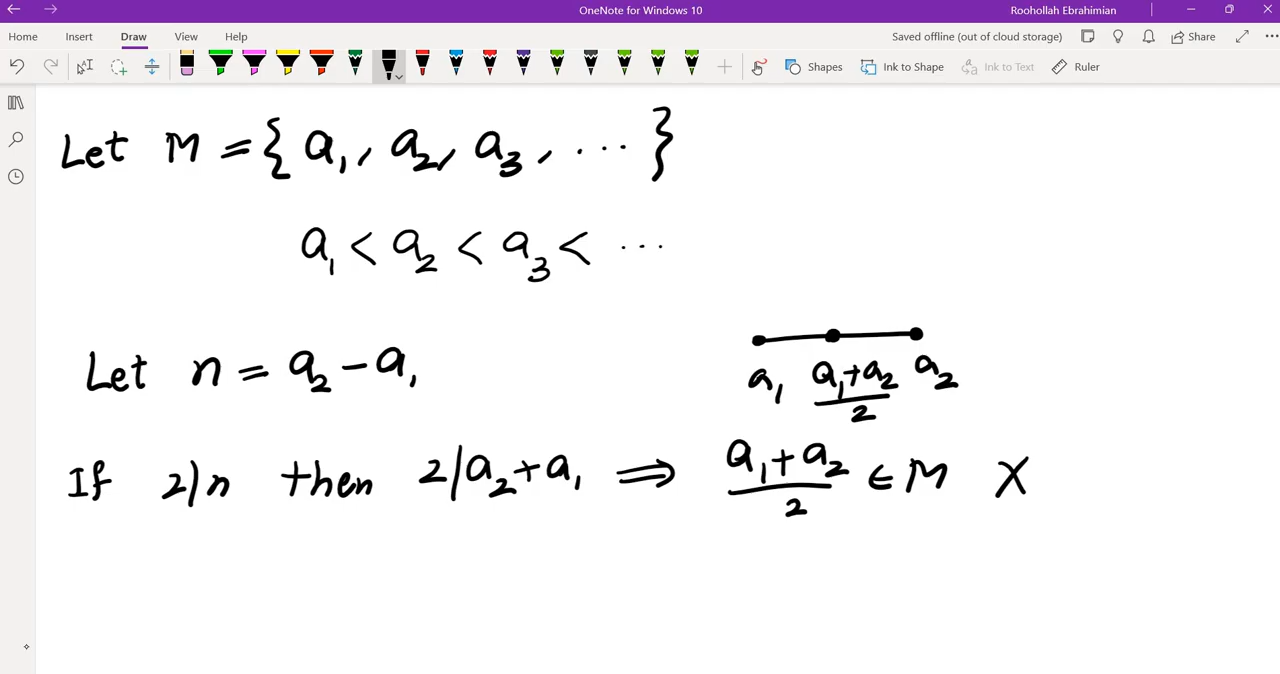 OneNote for Windows 10
Roohollah Ebrahimian
Home Insert Draw View Help
Saved offline (out of cloud storage)
Share
Shapes
Ink to Shape
Ink to Text
Ruler
Let M = { a₁, a₂, a₃, ... }
a₁ < a₂ < a₃ < ...
Let n = a₂ - a₁
a₁ (a₁+a₂)/2 a₂
If 2|n then 2|a₂+a₁ ⟹ (a₁+a₂)/2 ∈ M X